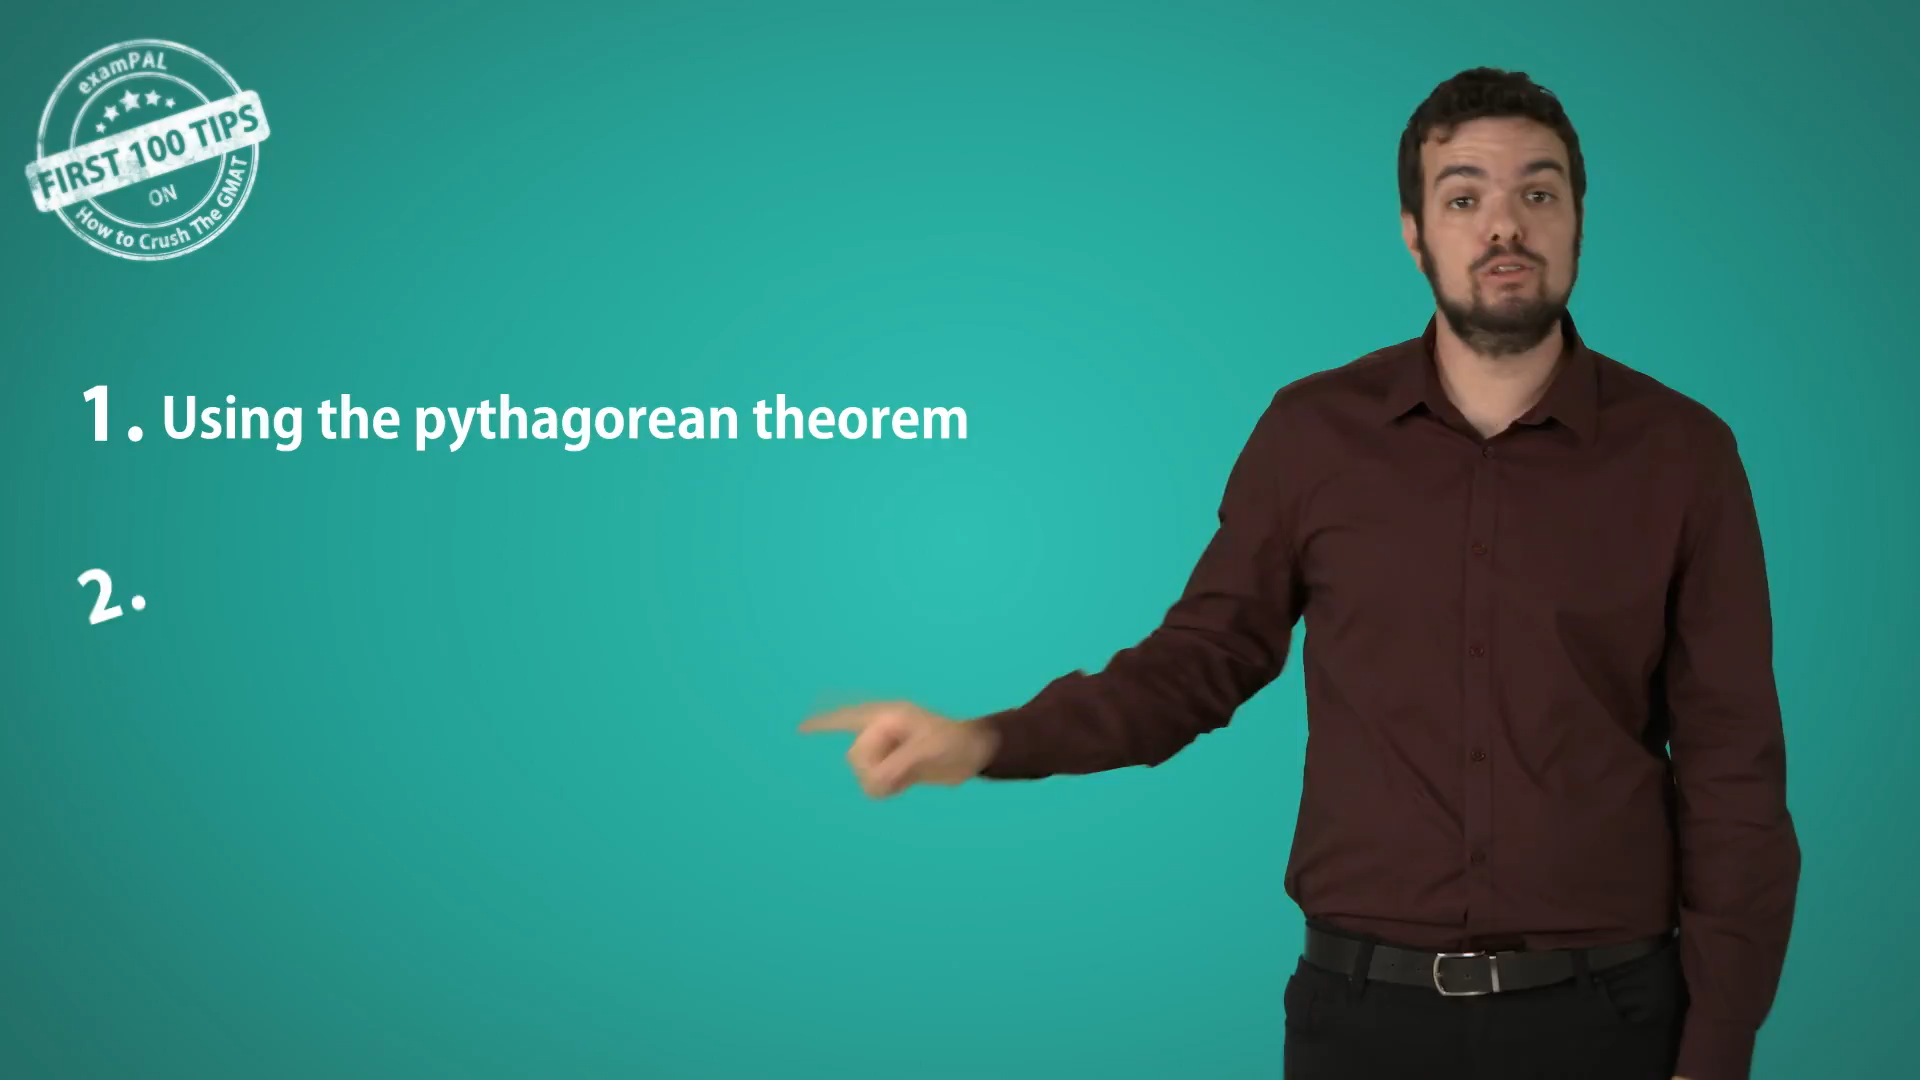 examPAL
FIRST 100 TIPS
ON
How to Crush The GMAT
1. Using the pythagorean theorem
2.